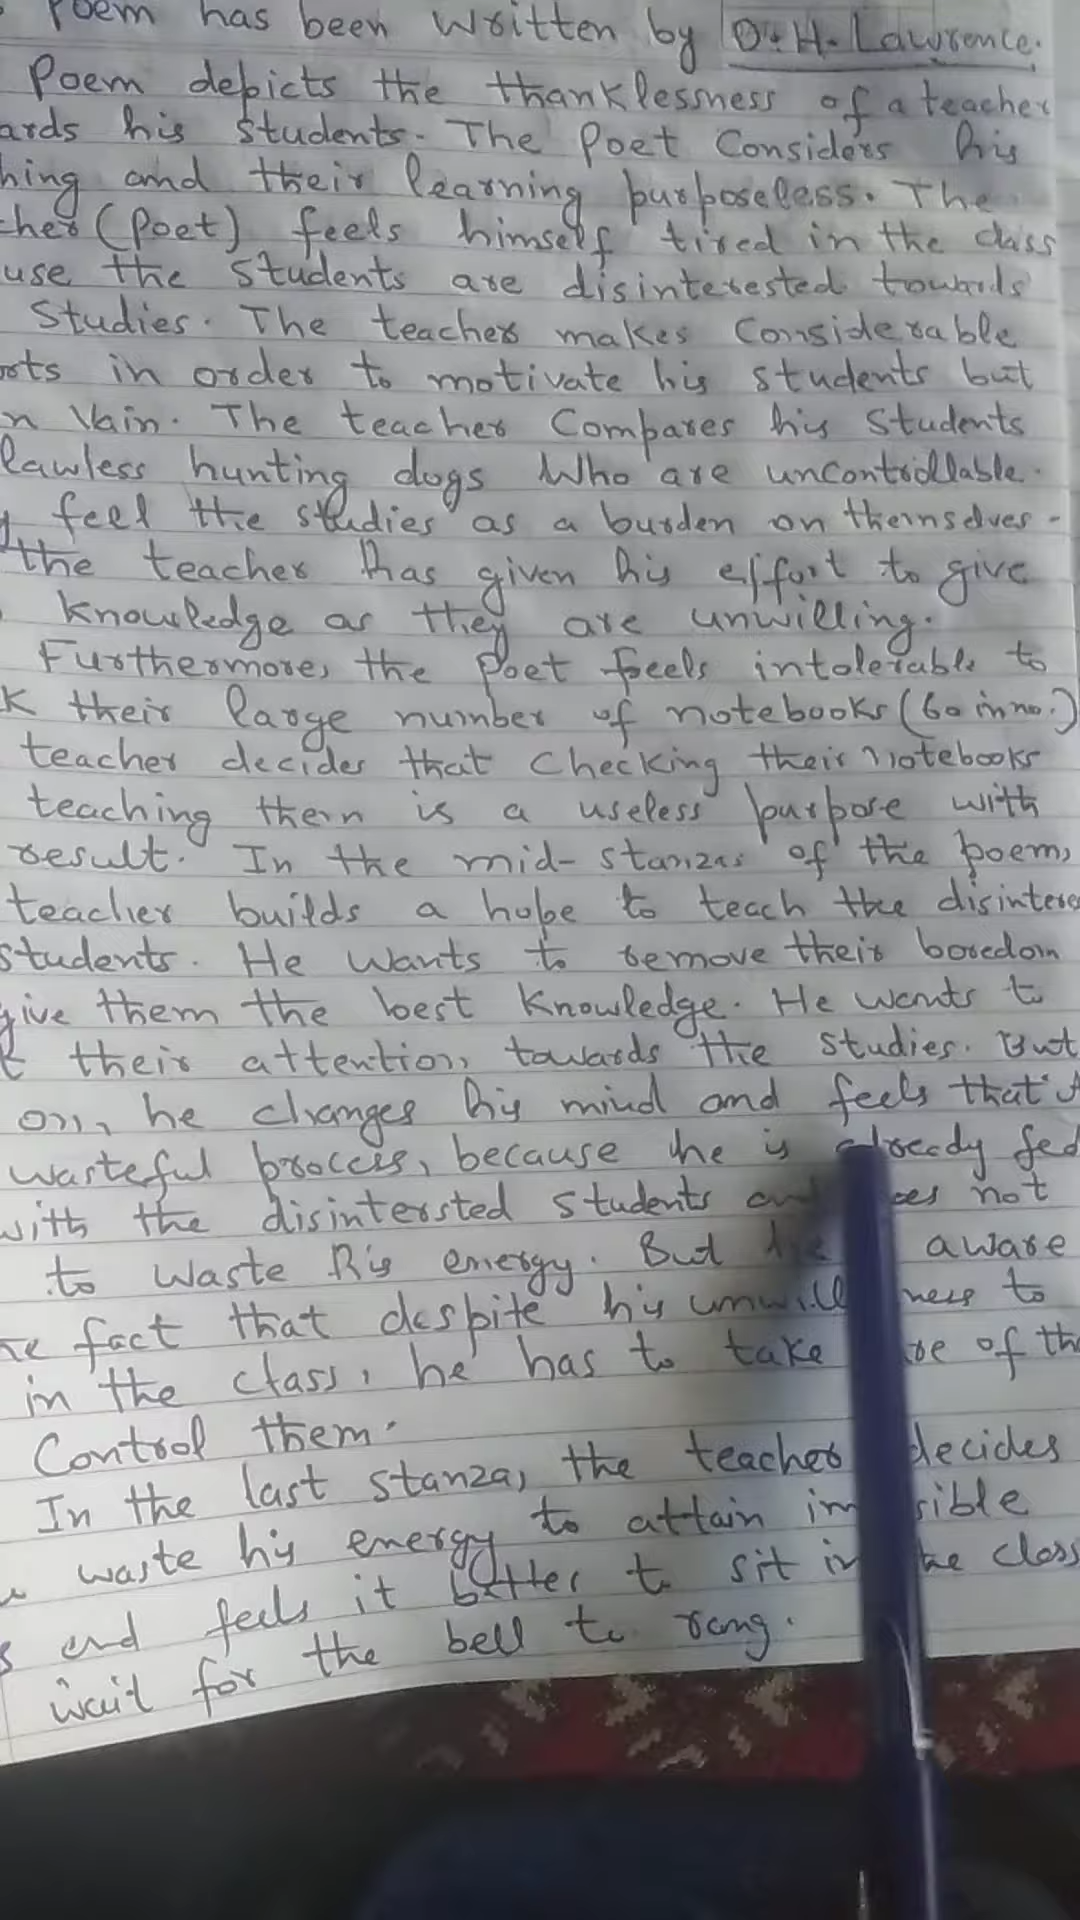 Poem has been written by D.H. Lawrence.
Poem depicts the thanklessness of a teacher
ards his students. The Poet Considers his
hing and their learning purposeless. The
cher (Poet) feels himself tired in the class
use the students are disinterested towards
Studies. The teacher makes Considerable
orts in order to motivate his students but
n Vain. The teacher Compares his Students
lawless hunting dogs Who are uncontrollable.
y feel the studies as a burden on themselves.
the teacher has given his effort to give
knowledge as they are unwilling.
Furthermore, the Poet feels intolerable to
k their large number of notebooks (60 in no.)
teacher decides that Checking their notebooks
teaching them is a useless purpose with
result. In the mid-stanzas of the poem,
teacher builds a hope to teach the disintere
students. He wants to remove their boredom
give them the best Knowledge. He wants to
t their attention towards the studies. But
on, he changes his mind and feels that
wasteful process, because he is already fed
with the disintersted students and does not
to waste his energy. But he aware
he fact that despite his unwill ness to
in the class, he has to take of the
Control them.
In the last stanza, the teacher decides
waste his energy to attain im sible
s and feels it better to sit in the class
wait for the bell to rang.